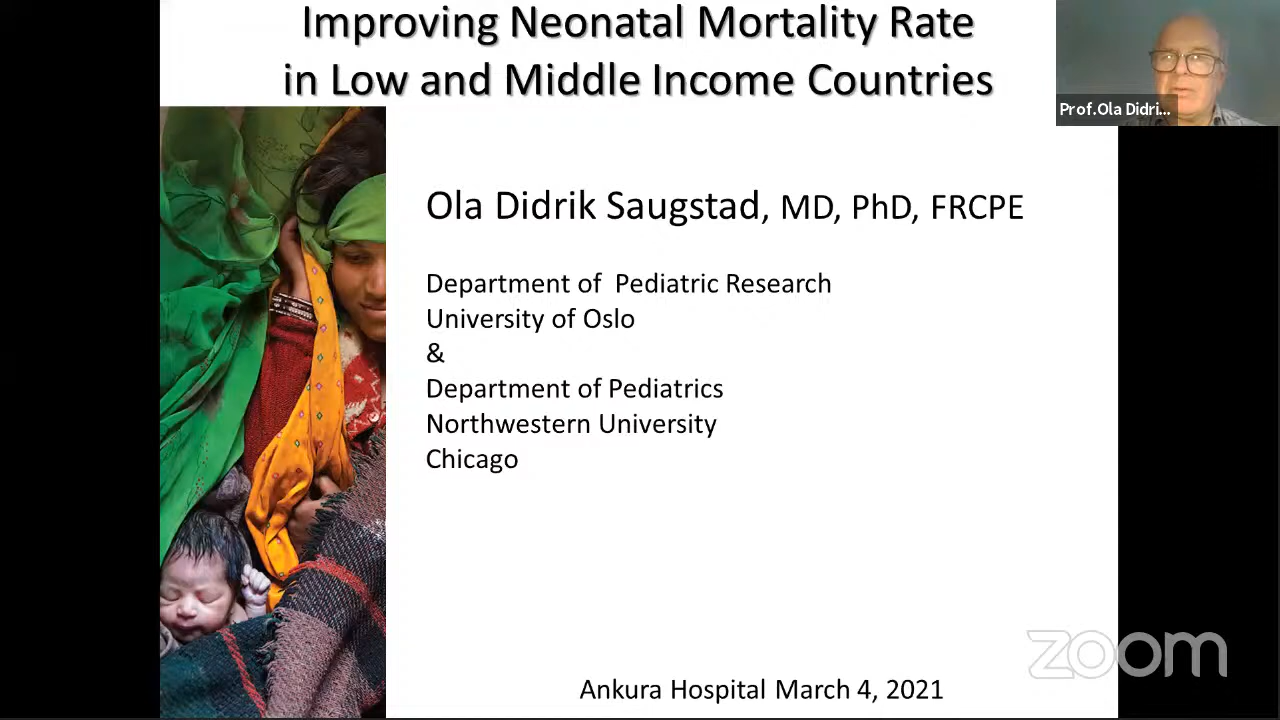 Improving Neonatal Mortality Rate
in Low and Middle Income Countries
Prof.Ola Didri...
Ola Didrik Saugstad, MD, PhD, FRCPE
Department of Pediatric Research
University of Oslo
&
Department of Pediatrics
Northwestern University
Chicago
zoom
Ankura Hospital March 4, 2021